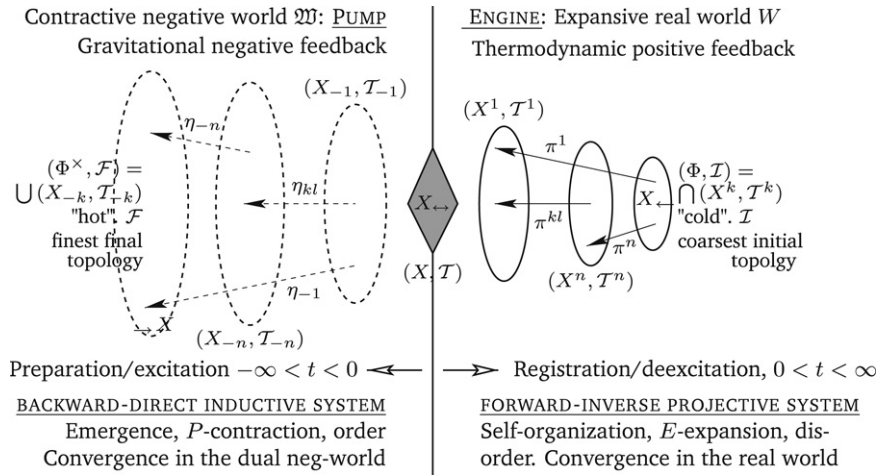 Contractive negative world 𝔚: PUMP
Gravitational negative feedback
ENGINE: Expansive real world W
Thermodynamic positive feedback
(X₋₁, 𝒯₋₁)
(X¹, 𝒯¹)
η₋ₙ
π¹
(Φ×, ℱ) =
⋃(X₋ₖ, 𝒯₋ₖ)
"hot". ℱ
finest final
topology
ηₖₗ
X↔
πᵏˡ
X←
(Φ, ℐ) =
⋂(Xᵏ, 𝒯ᵏ)
"cold". ℐ
coarsest initial
topolgy
η₋₁
πⁿ
(X, 𝒯)
(Xⁿ, 𝒯ⁿ)
→X
(X₋ₙ, 𝒯₋ₙ)
Preparation/excitation −∞ < t < 0
Registration/deexcitation, 0 < t < ∞
BACKWARD-DIRECT INDUCTIVE SYSTEM
Emergence, P-contraction, order
Convergence in the dual neg-world
FORWARD-INVERSE PROJECTIVE SYSTEM
Self-organization, E-expansion, dis-
order. Convergence in the real world